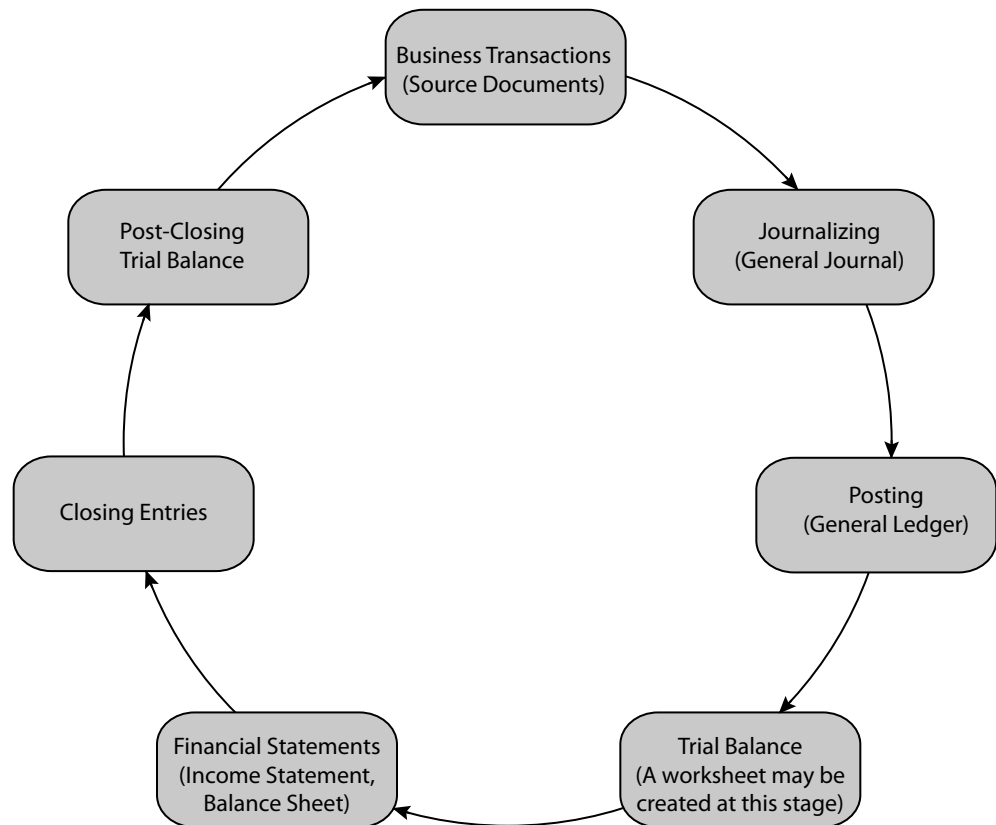 Business Transactions
(Source Documents)
Journalizing
(General Journal)
Posting
(General Ledger)
Trial Balance
(A worksheet may be
created at this stage)
Financial Statements
(Income Statement,
Balance Sheet)
Closing Entries
Post-Closing
Trial Balance